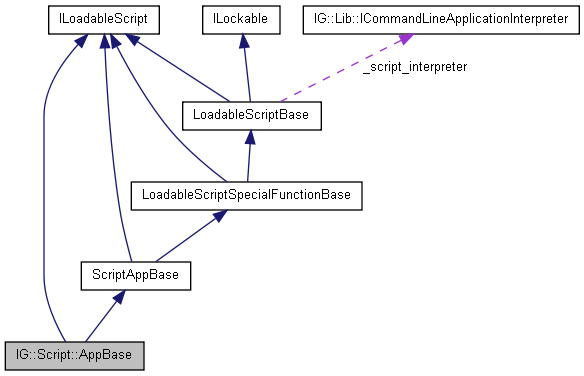 ILoadableScript
ILockable
IG::Lib::ICommandLineApplicationInterpreter
_script_interpreter
LoadableScriptBase
LoadableScriptSpecialFunctionBase
ScriptAppBase
IG::Script::AppBase